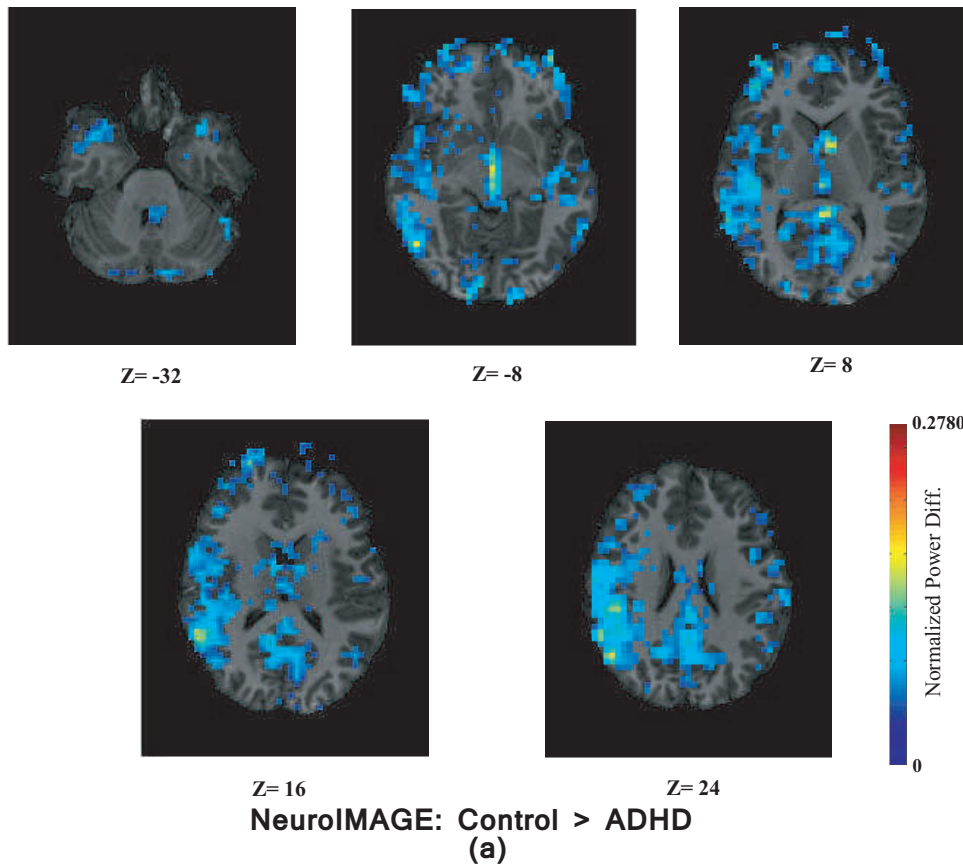 Z= -32
Z= -8
Z= 8
0.2780
Normalized Power Diff.
0
Z= 16
Z= 24
NeuroIMAGE: Control > ADHD
(a)